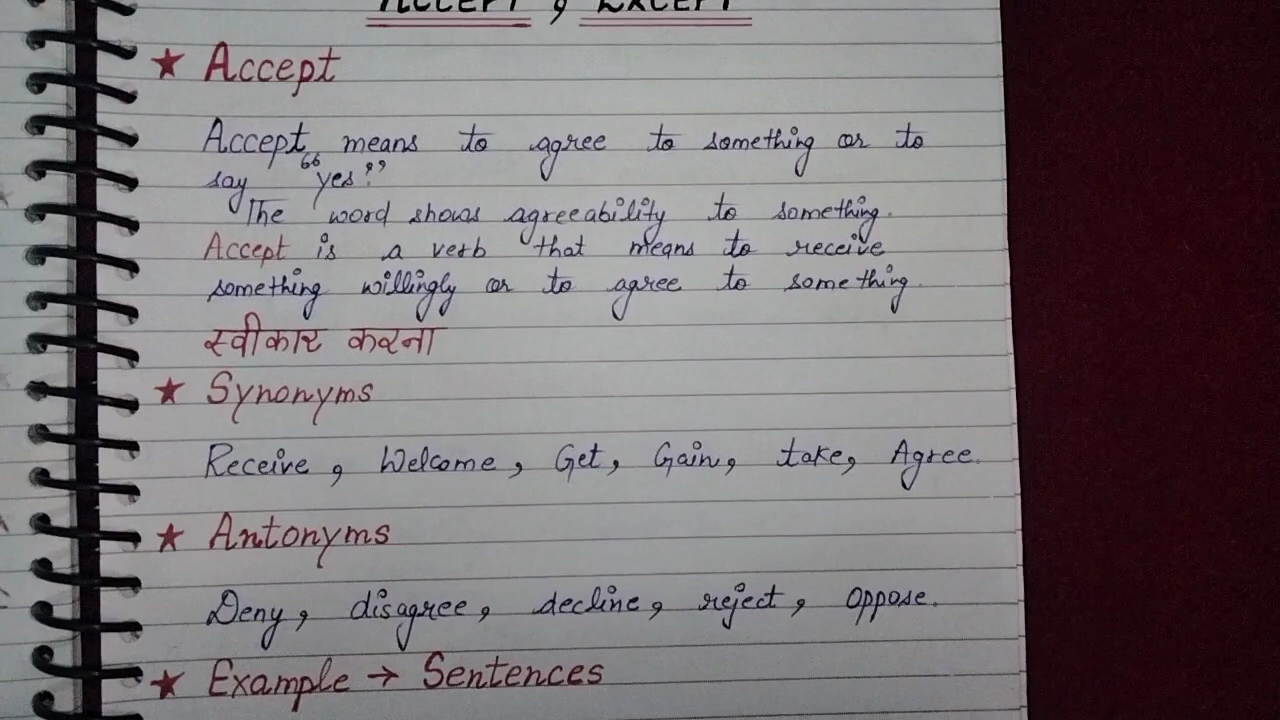 ACCEPT, EXCEPT
★ Accept
Accept means to agree to something or to
say “yes”
The word shows agreeability to something.
Accept is a verb that means to receive
something willingly or to agree to something.
स्वीकार करना
★ Synonyms
Receive, Welcome, Get, Gain, take, Agree.
★ Antonyms
Deny, disagree, decline, reject, oppose.
★ Example → Sentences